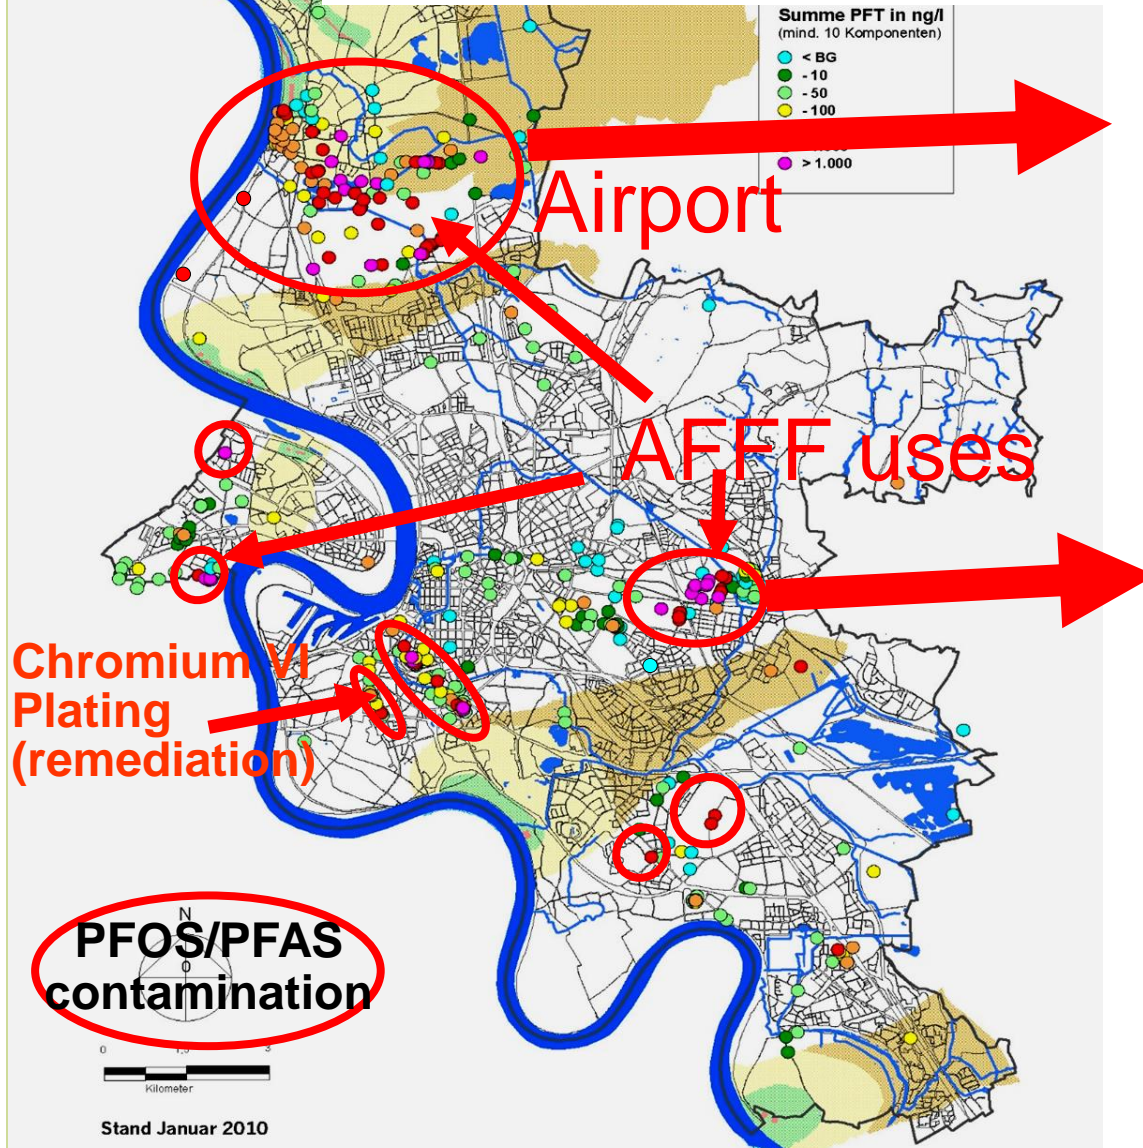 Summe PFT in ng/l
(mind. 10 Komponenten)
< BG
- 10
- 50
- 100
> 1.000
Airport
AFFF uses
Chromium VI
Plating
(remediation)
N
PFOS/PFAS
0
contamination
0
3
Kilometer
Stand Januar 2010